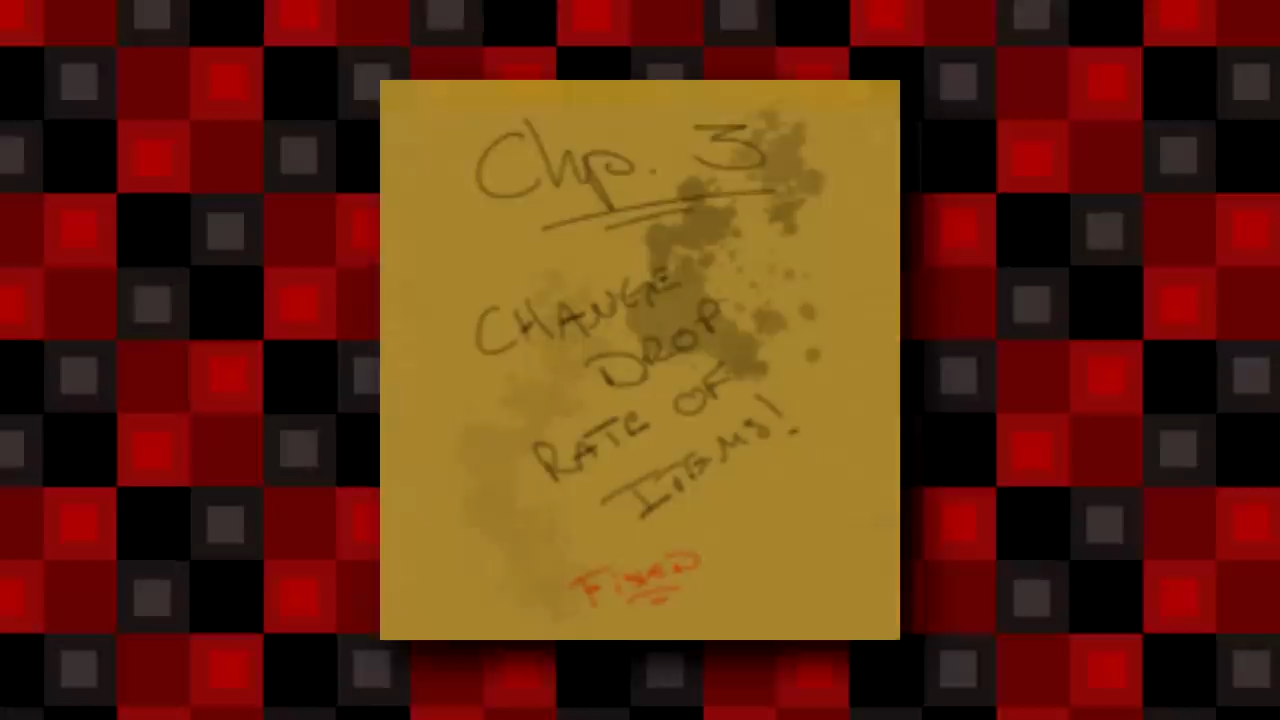 Chp. 3
CHANGE
DROP
RATE OF
ITEMS!
FIXED